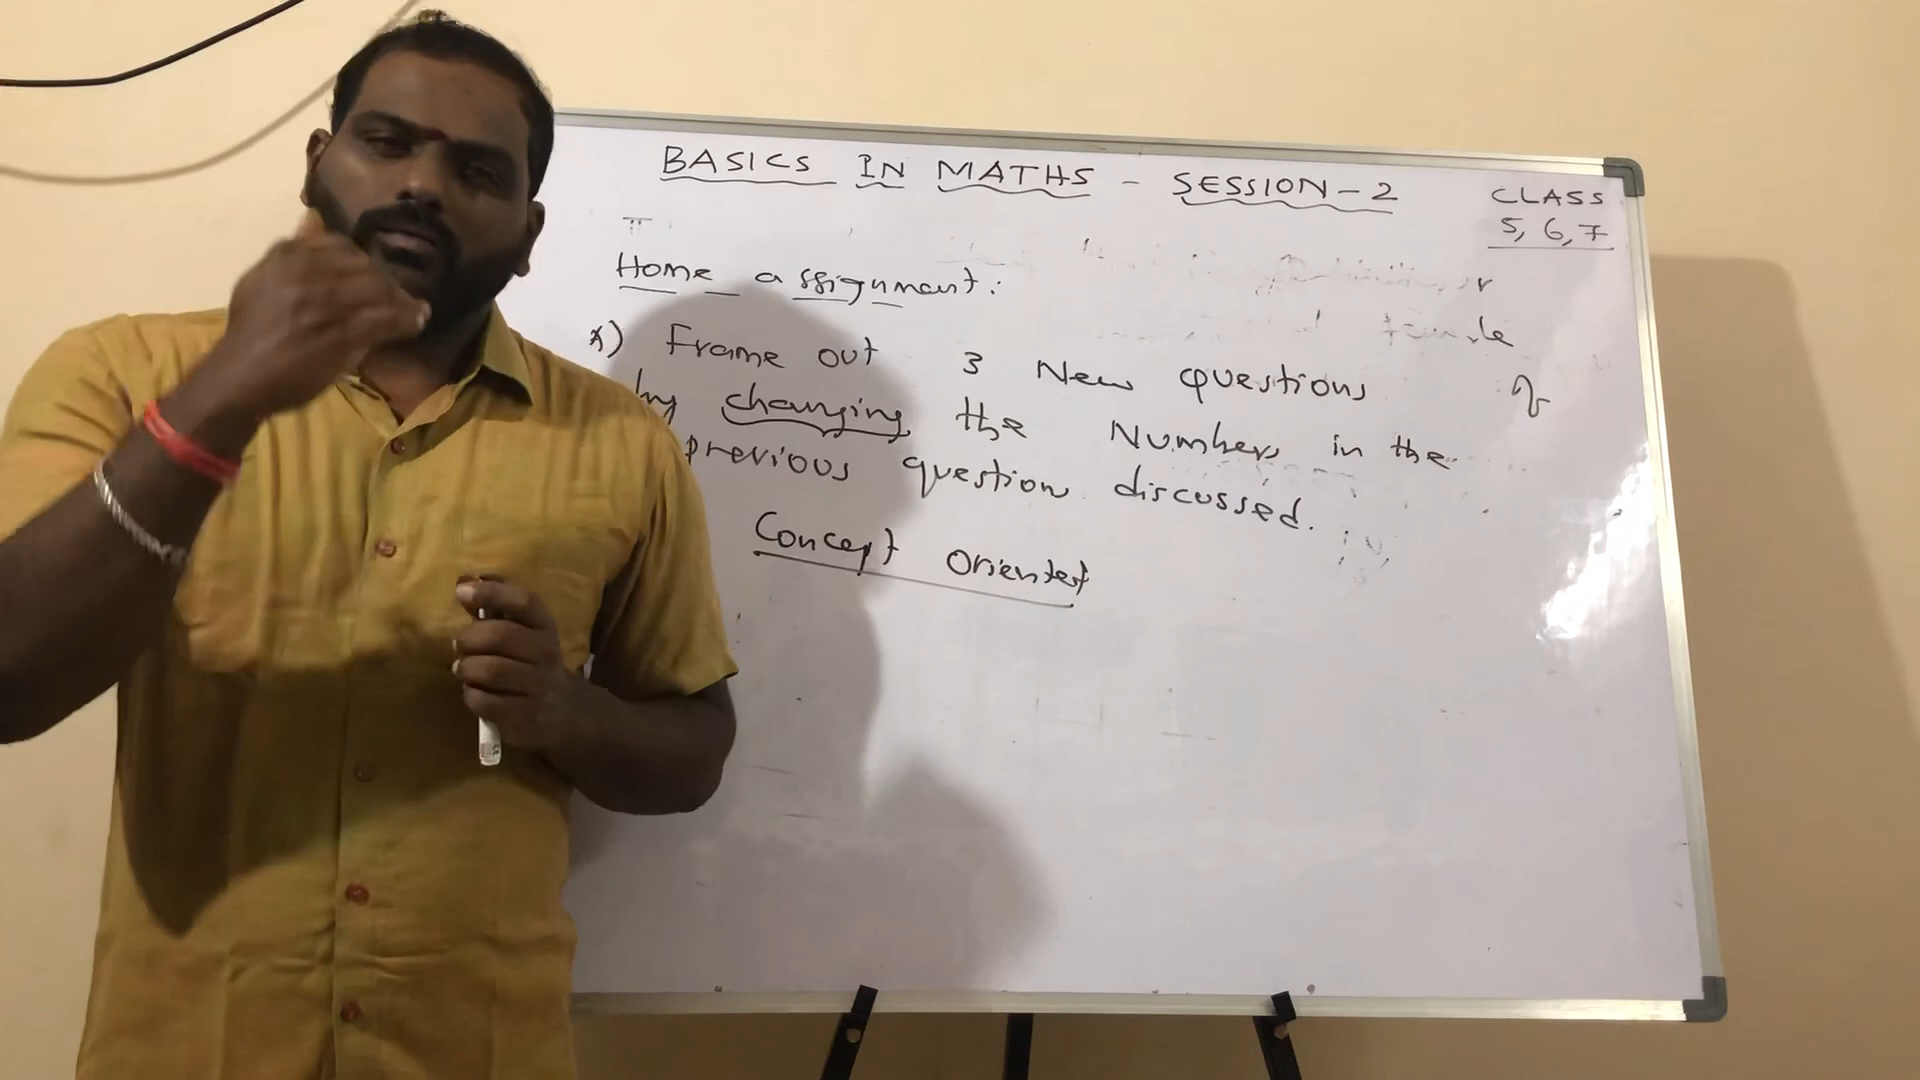 BASICS IN MATHS - SESSION-2
CLASS
5, 6, 7
Home assignment:
*) Frame out 3 New questions
by changing the Numbers in the
previous question discussed.
Concept Oriented